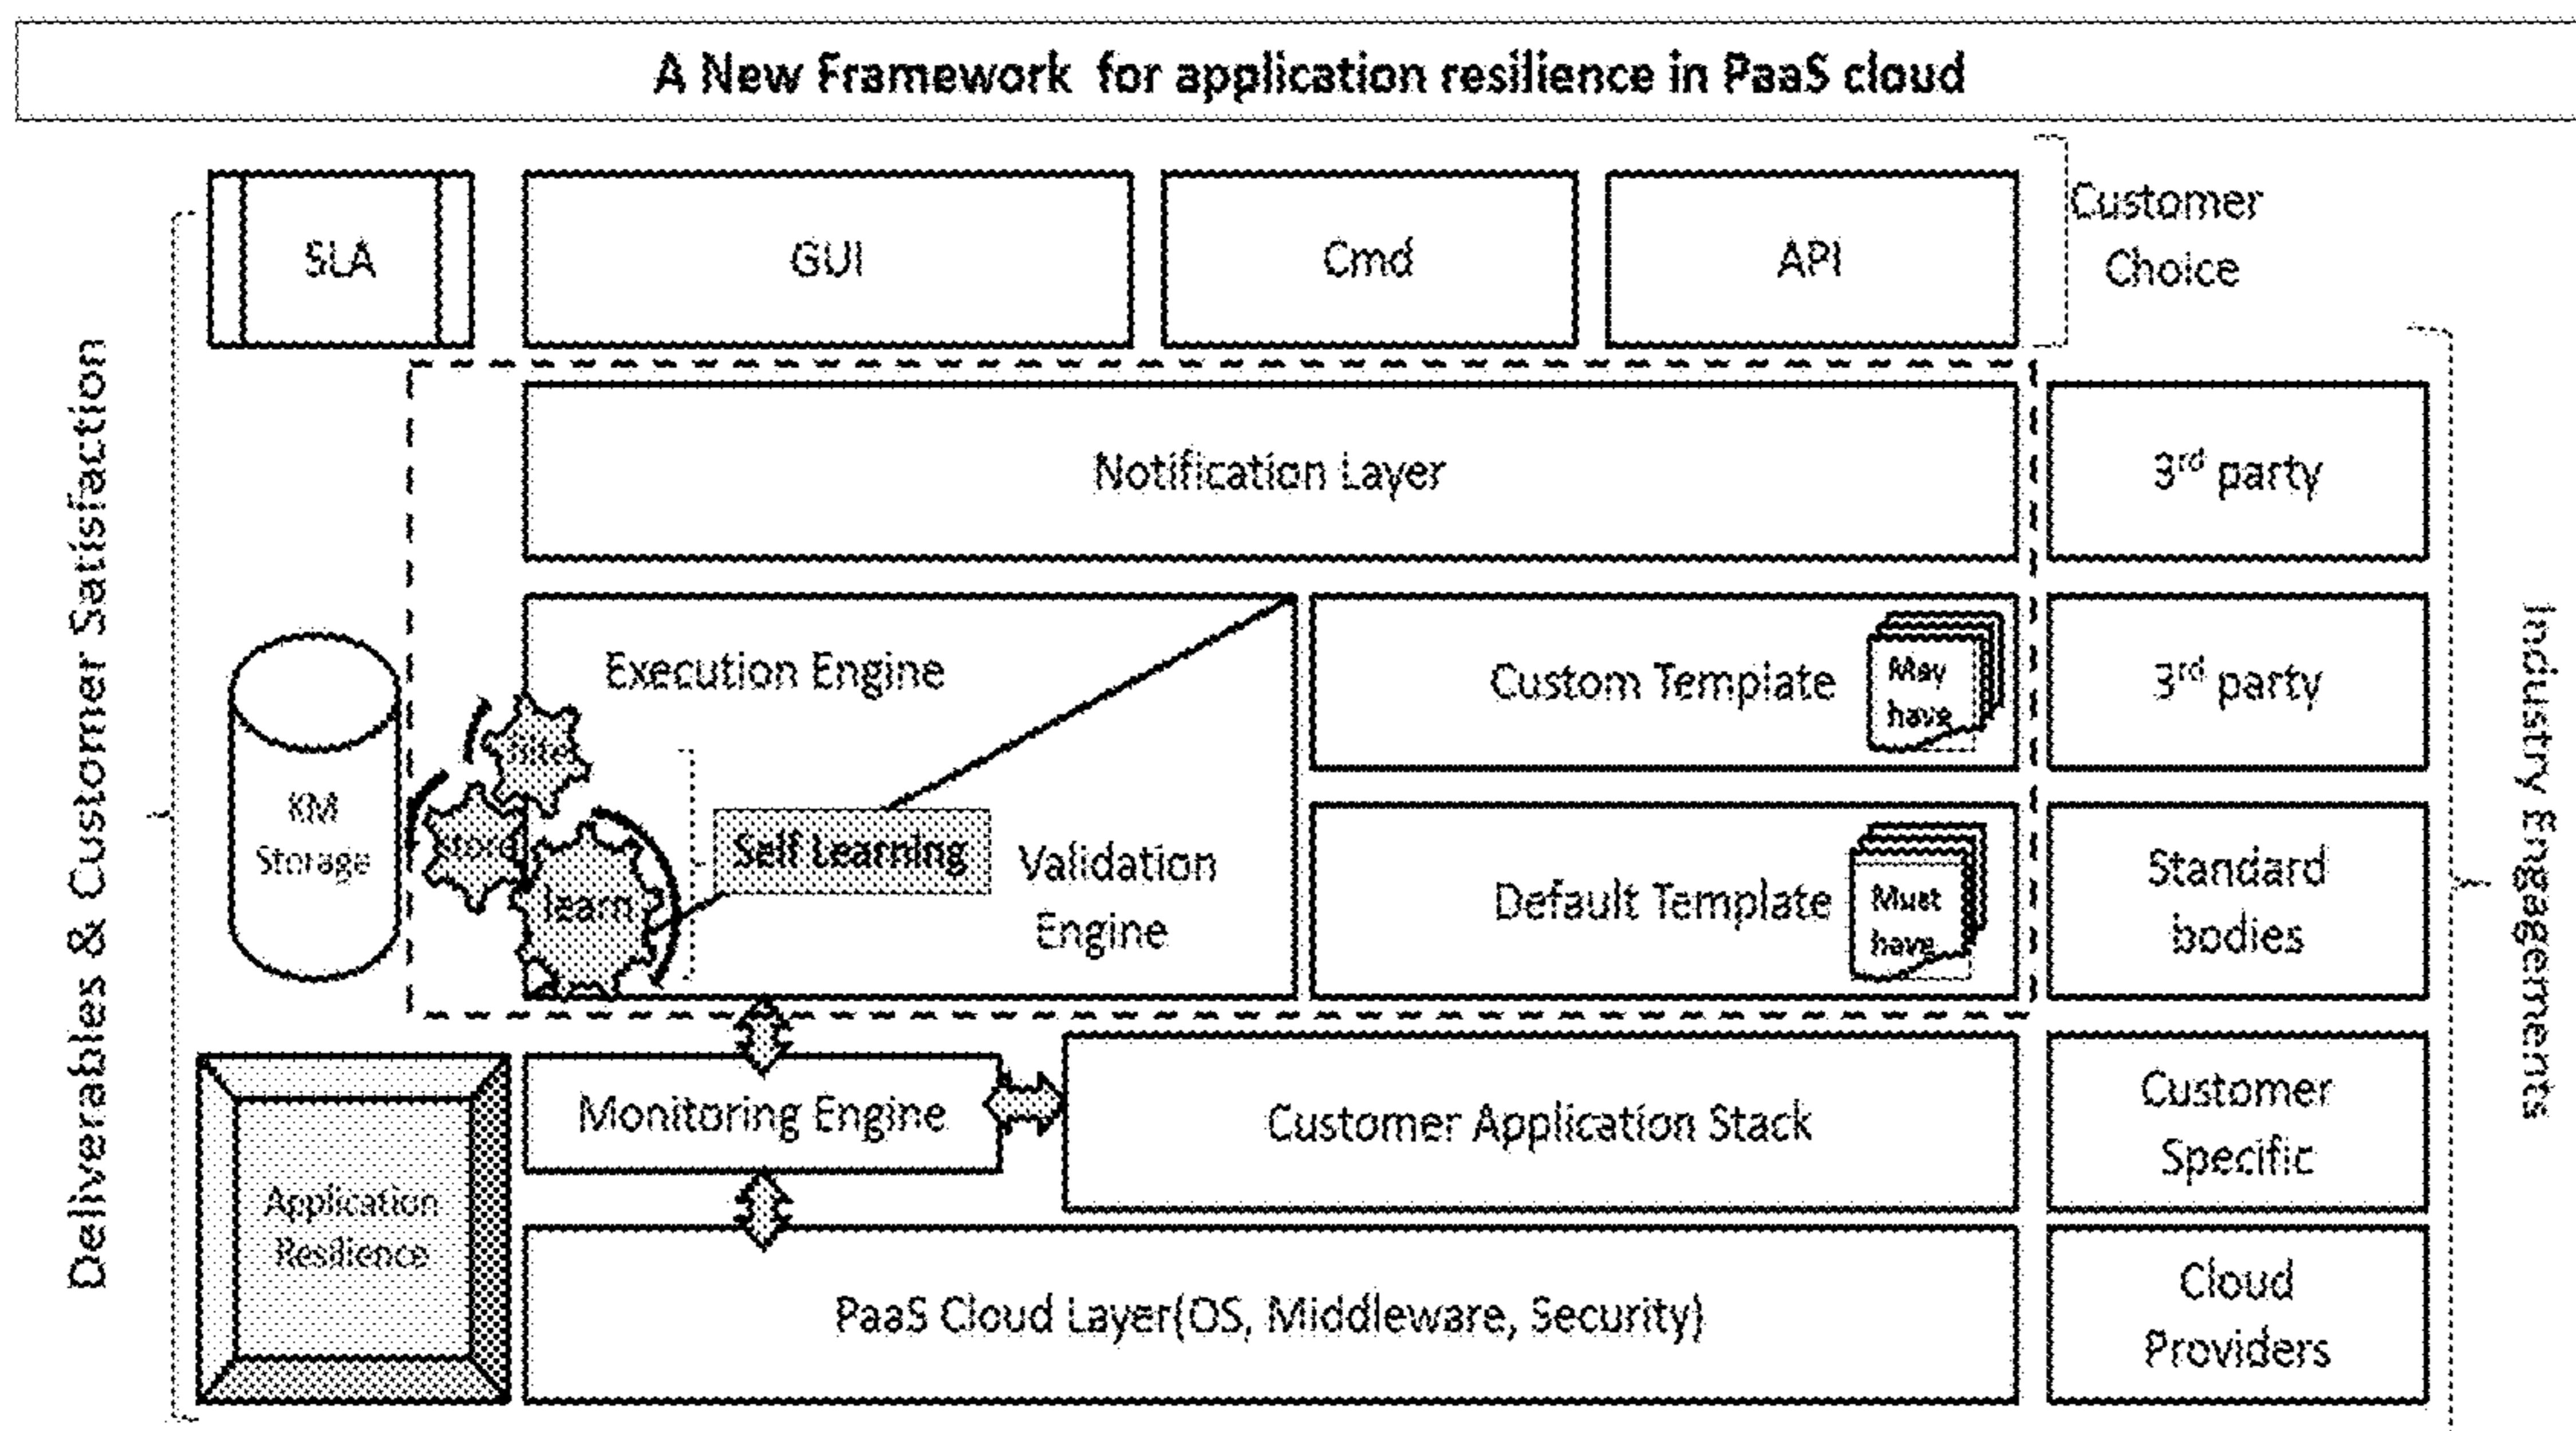 A New Framework for application resilience in PaaS cloud
SLA
GUI
Cmd
API
Customer
Choice
Deliverables & Customer Satisifaction
Industry Engagements
Notification Layer
3rd party
Execution Engine
Custom Template
May
have
3rd party
KM
Storage
store
learn
Self Learning
Validation
Engine
Default Template
Must
have
Standard
bodies
Monitoring Engine
Customer Application Stack
Customer
Specific
Application
Resilience
PaaS Cloud Layer(OS, Middleware, Security)
Cloud
Providers